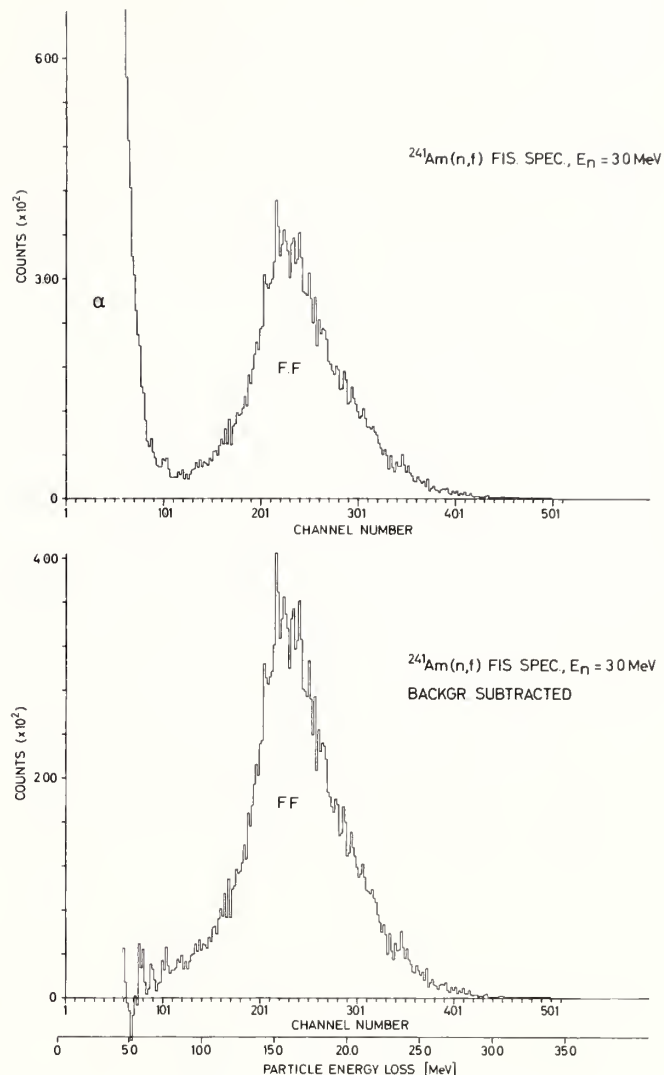 600
²⁴¹Am(n,f) FIS. SPEC., En = 30 MeV
COUNTS (x10²)
300
α
F.F
0
1 101 201 301 401 501
CHANNEL NUMBER
400
²⁴¹Am(n,f) FIS SPEC., En = 30 MeV
BACKGR. SUBTRACTED
COUNTS (x10²)
200
FF
0
1 101 201 301 401 501
CHANNEL NUMBER
0 50 100 150 200 250 300 350
PARTICLE ENERGY LOSS [MeV]